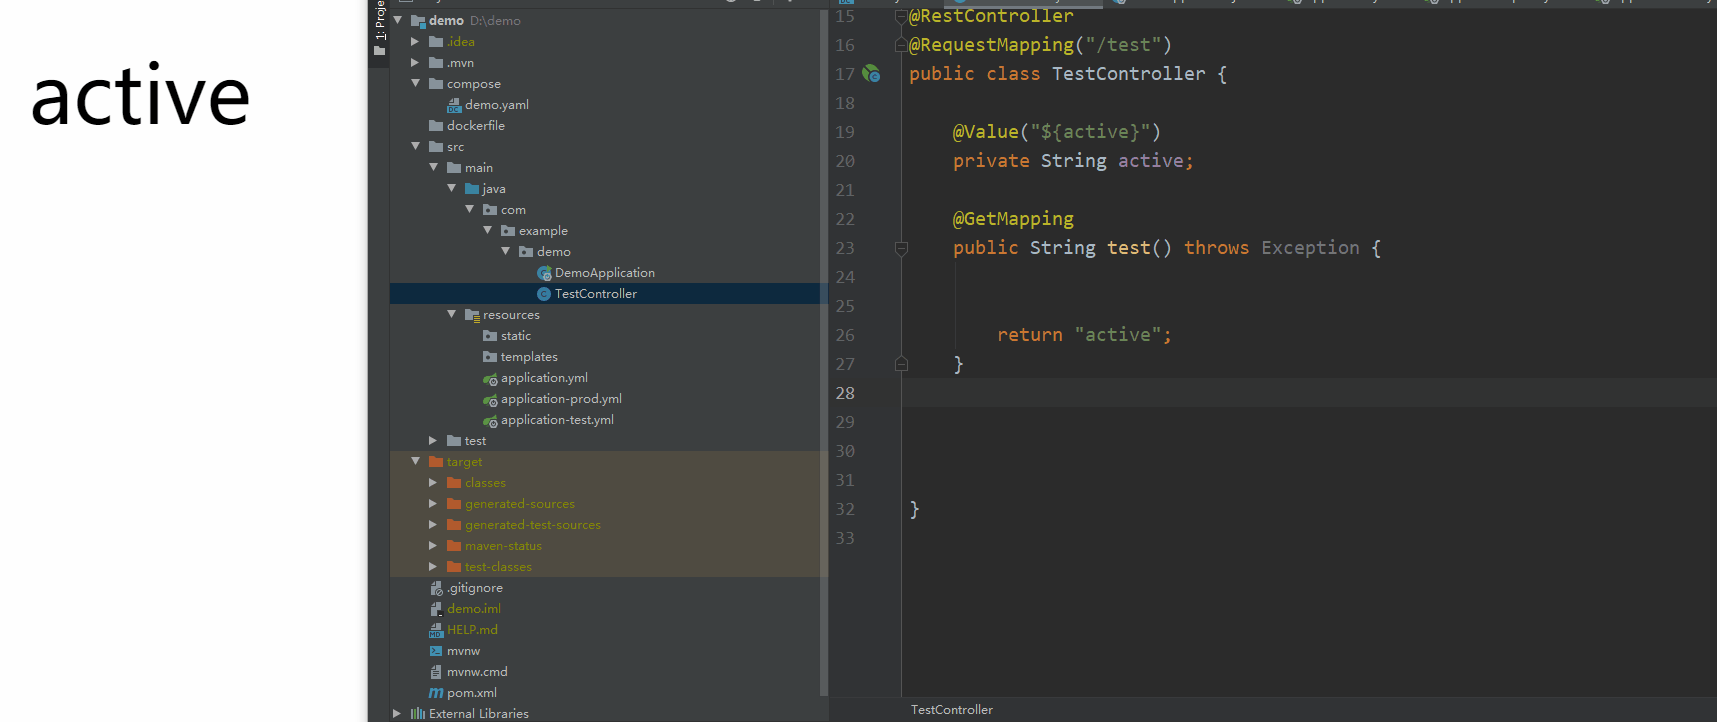 active
1: Proje
demo D:\demo
.idea
.mvn
compose
demo.yaml
dockerfile
src
main
java
com
example
demo
DemoApplication
TestController
resources
static
templates
application.yml
application-prod.yml
application-test.yml
test
target
classes
generated-sources
generated-test-sources
maven-status
test-classes
.gitignore
demo.iml
HELP.md
mvnw
mvnw.cmd
pom.xml
External Libraries
15 @RestController
16 @RequestMapping("/test")
17 public class TestController {
18
19 @Value("${active}")
20 private String active;
21
22 @GetMapping
23 public String test() throws Exception {
24
25
26 return "active";
27 }
28
29
30
31
32 }
33
TestController